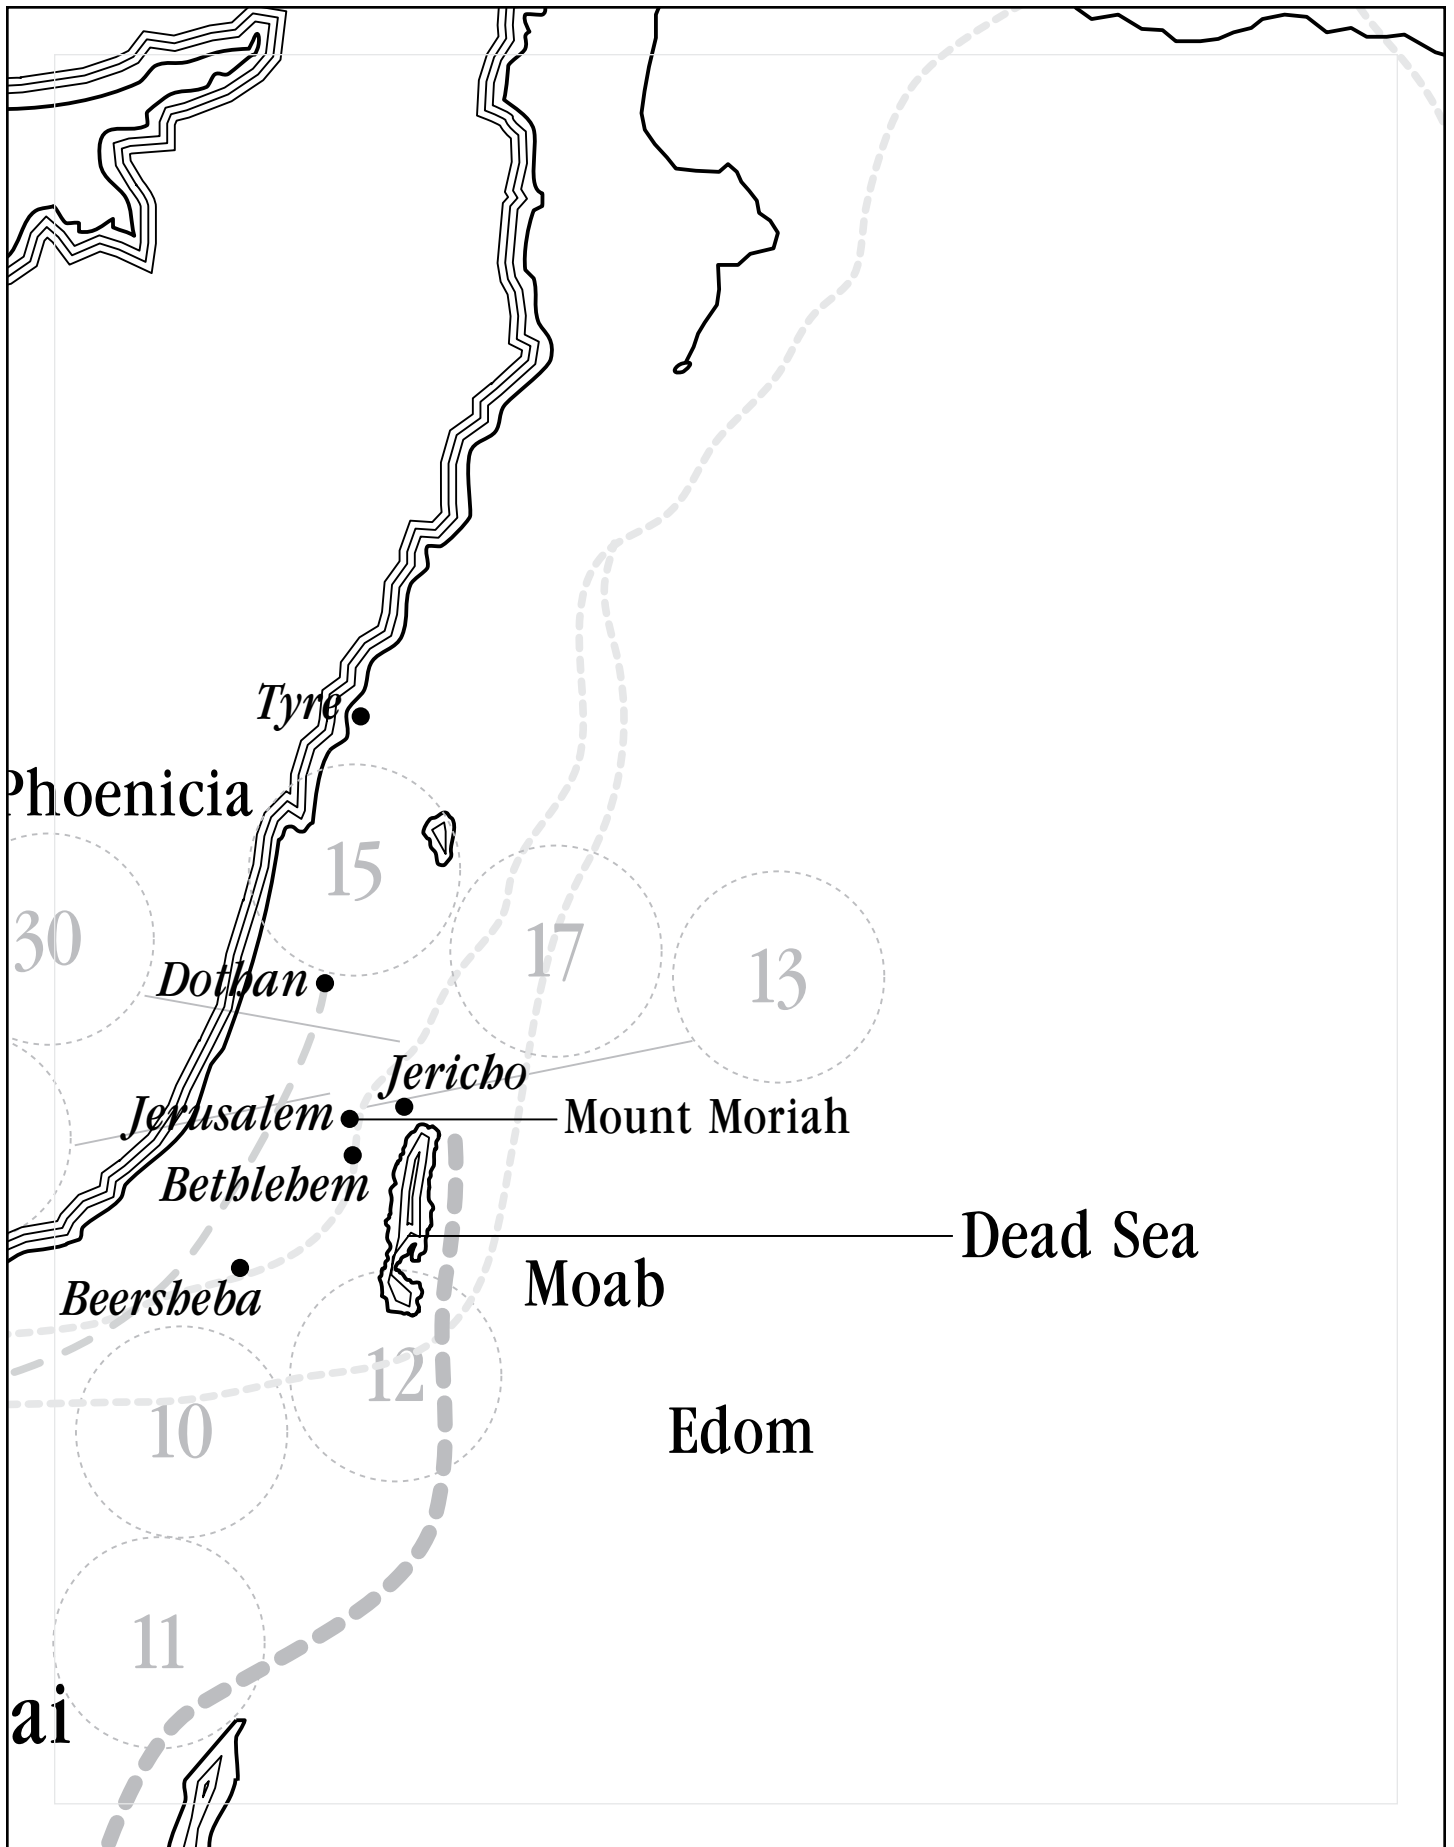 Tyre
Phoenicia
15
30
17
13
Dothan
Jericho
Jerusalem
Mount Moriah
Bethlehem
Dead Sea
Moab
Beersheba
12
10
Edom
11
ai